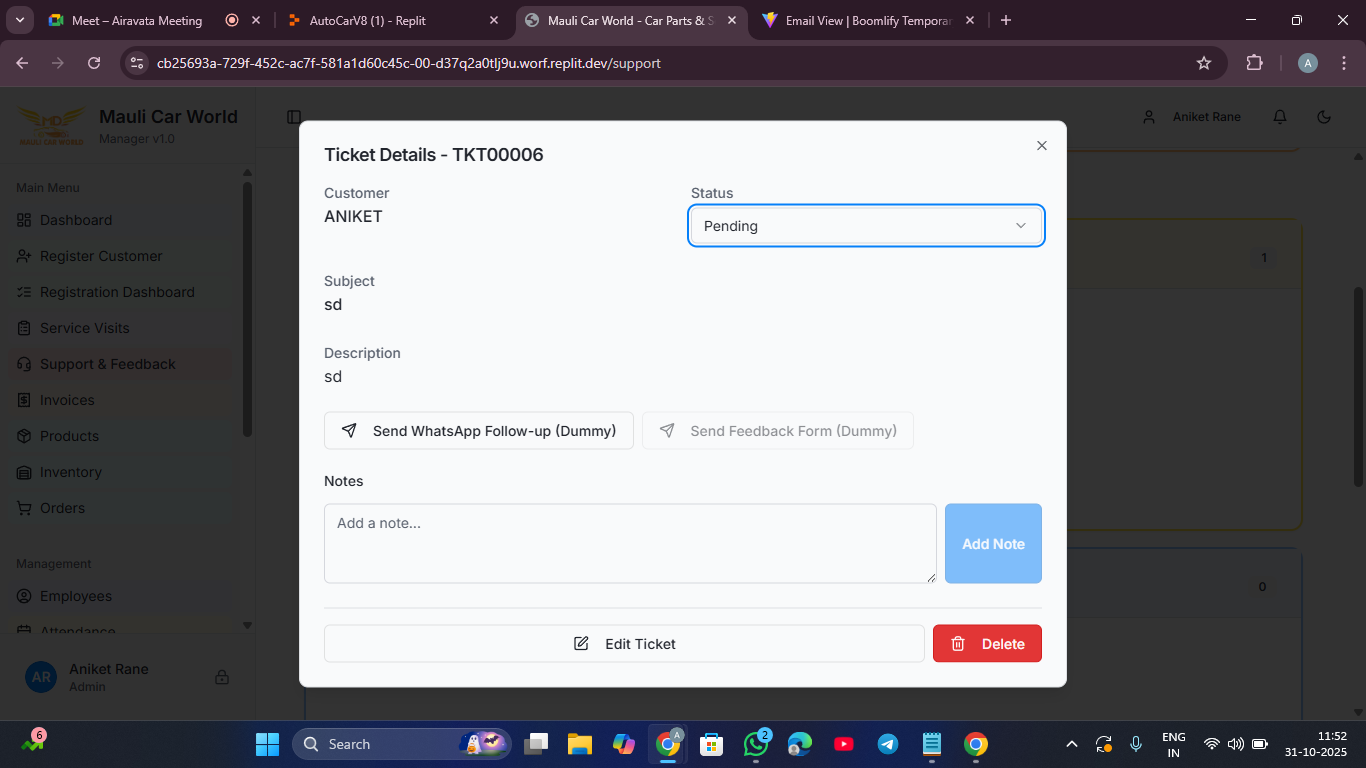 Meet – Airavata Meeting
AutoCarV8 (1) - Replit
Mauli Car World - Car Parts & S
Email View | Boomlify Temporar
cb25693a-729f-452c-ac7f-581a1d60c45c-00-d37q2a0tlj9u.worf.replit.dev/support
A
MD
MAULI CAR WORLD
Mauli Car World
Manager v1.0
Aniket Rane
Main Menu
Dashboard
Register Customer
Registration Dashboard
Service Visits
Support & Feedback
Invoices
Products
Inventory
Orders
Management
Employees
Attendance
AR
Aniket Rane
Admin
Ticket Details - TKT00006
Customer
ANIKET
Status
Pending
Subject
sd
Description
sd
Send WhatsApp Follow-up (Dummy)
Send Feedback Form (Dummy)
Notes
Add a note...
Add Note
Edit Ticket
Delete
1
0
6
Search
A
2
ENG
IN
11:52
31-10-2025